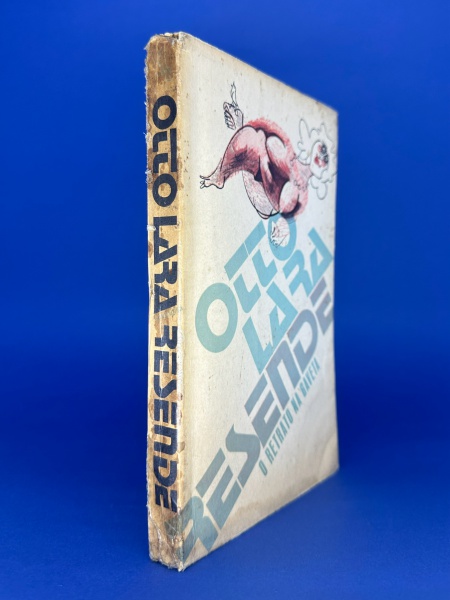 OTTO LARA RESENDE
OTTO
LARA
RESENDE
O RETRATO NA GAVETA